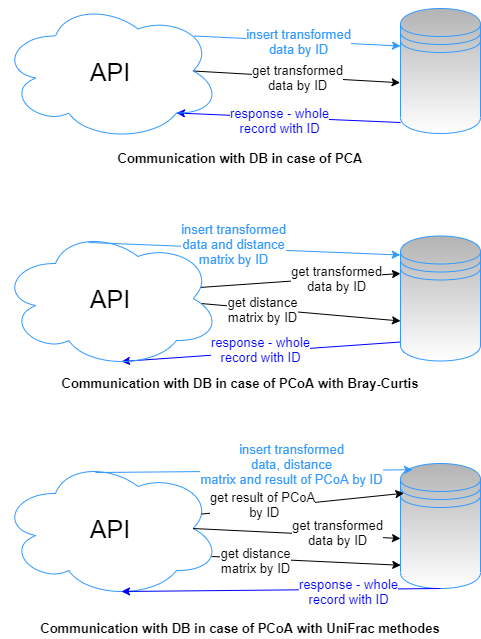 insert transformed
data by ID
API
get transformed
data by ID
response - whole
record with ID
Communication with DB in case of PCA
insert transformed
data and distance
matrix by ID
get transformed
data by ID
API
get distance
matrix by ID
response - whole
record with ID
Communication with DB in case of PCoA with Bray-Curtis
insert transformed
data, distance
matrix and result of PCoA by ID
get result of PCoA
by ID
API
get transformed
data by ID
get distance
matrix by ID
response - whole
record with ID
Communication with DB in case of PCoA with UniFrac methodes